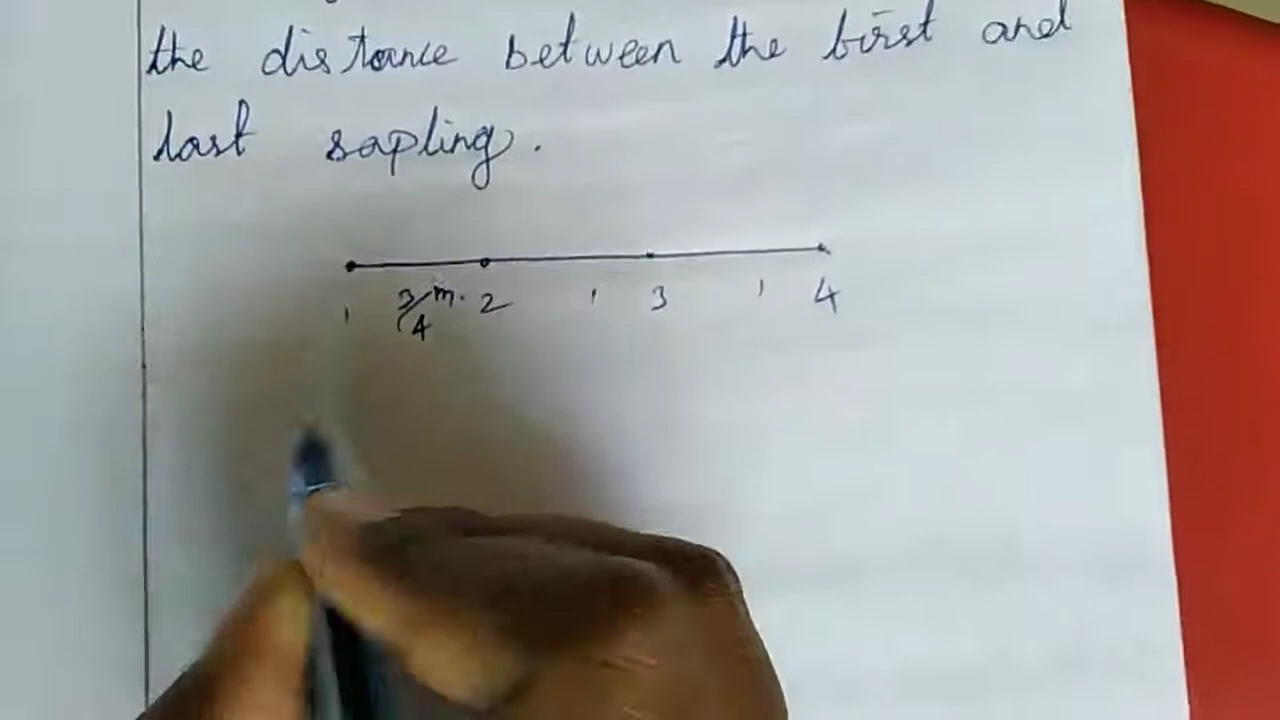 the distance between the first and
last sapling.
1 3/4 m. 2 ' 3 ' 4